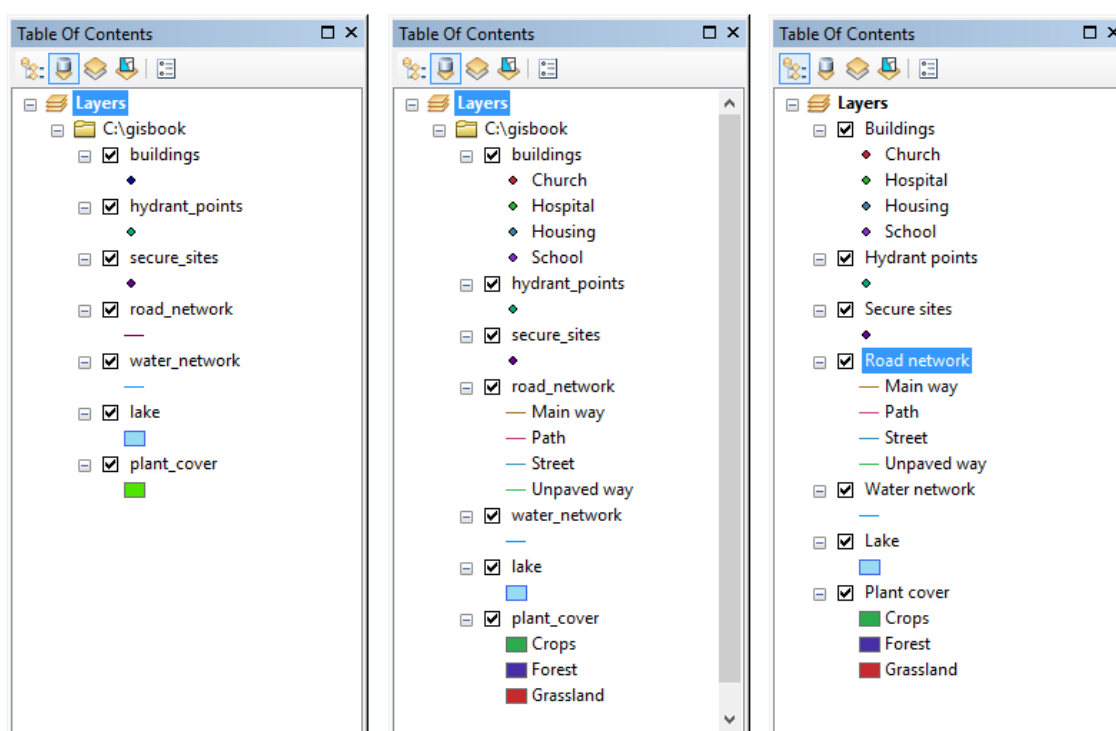 Table Of Contents
Layers
C:\gisbook
buildings
hydrant_points
secure_sites
road_network
water_network
lake
plant_cover
Table Of Contents
Layers
C:\gisbook
buildings
Church
Hospital
Housing
School
hydrant_points
secure_sites
road_network
Main way
Path
Street
Unpaved way
water_network
lake
plant_cover
Crops
Forest
Grassland
Table Of Contents
Layers
Buildings
Church
Hospital
Housing
School
Hydrant points
Secure sites
Road network
Main way
Path
Street
Unpaved way
Water network
Lake
Plant cover
Crops
Forest
Grassland